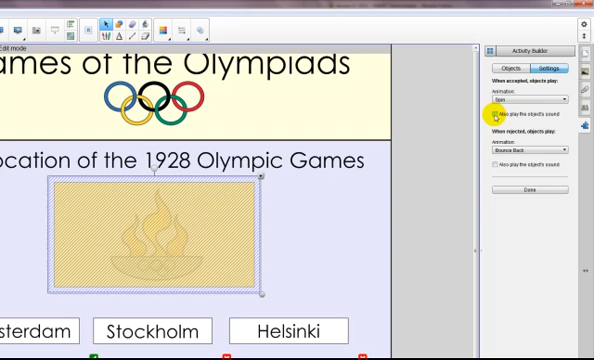 Edit mode
ames of the Olympiads
ocation of the 1928 Olympic Games
sterdam
Stockholm
Helsinki
Activity Builder
Objects
Settings
When accepted, objects play:
Animation:
Spin
Also play the object's sound
When rejected, objects play:
Animation:
Bounce Back
Also play the object's sound
Done